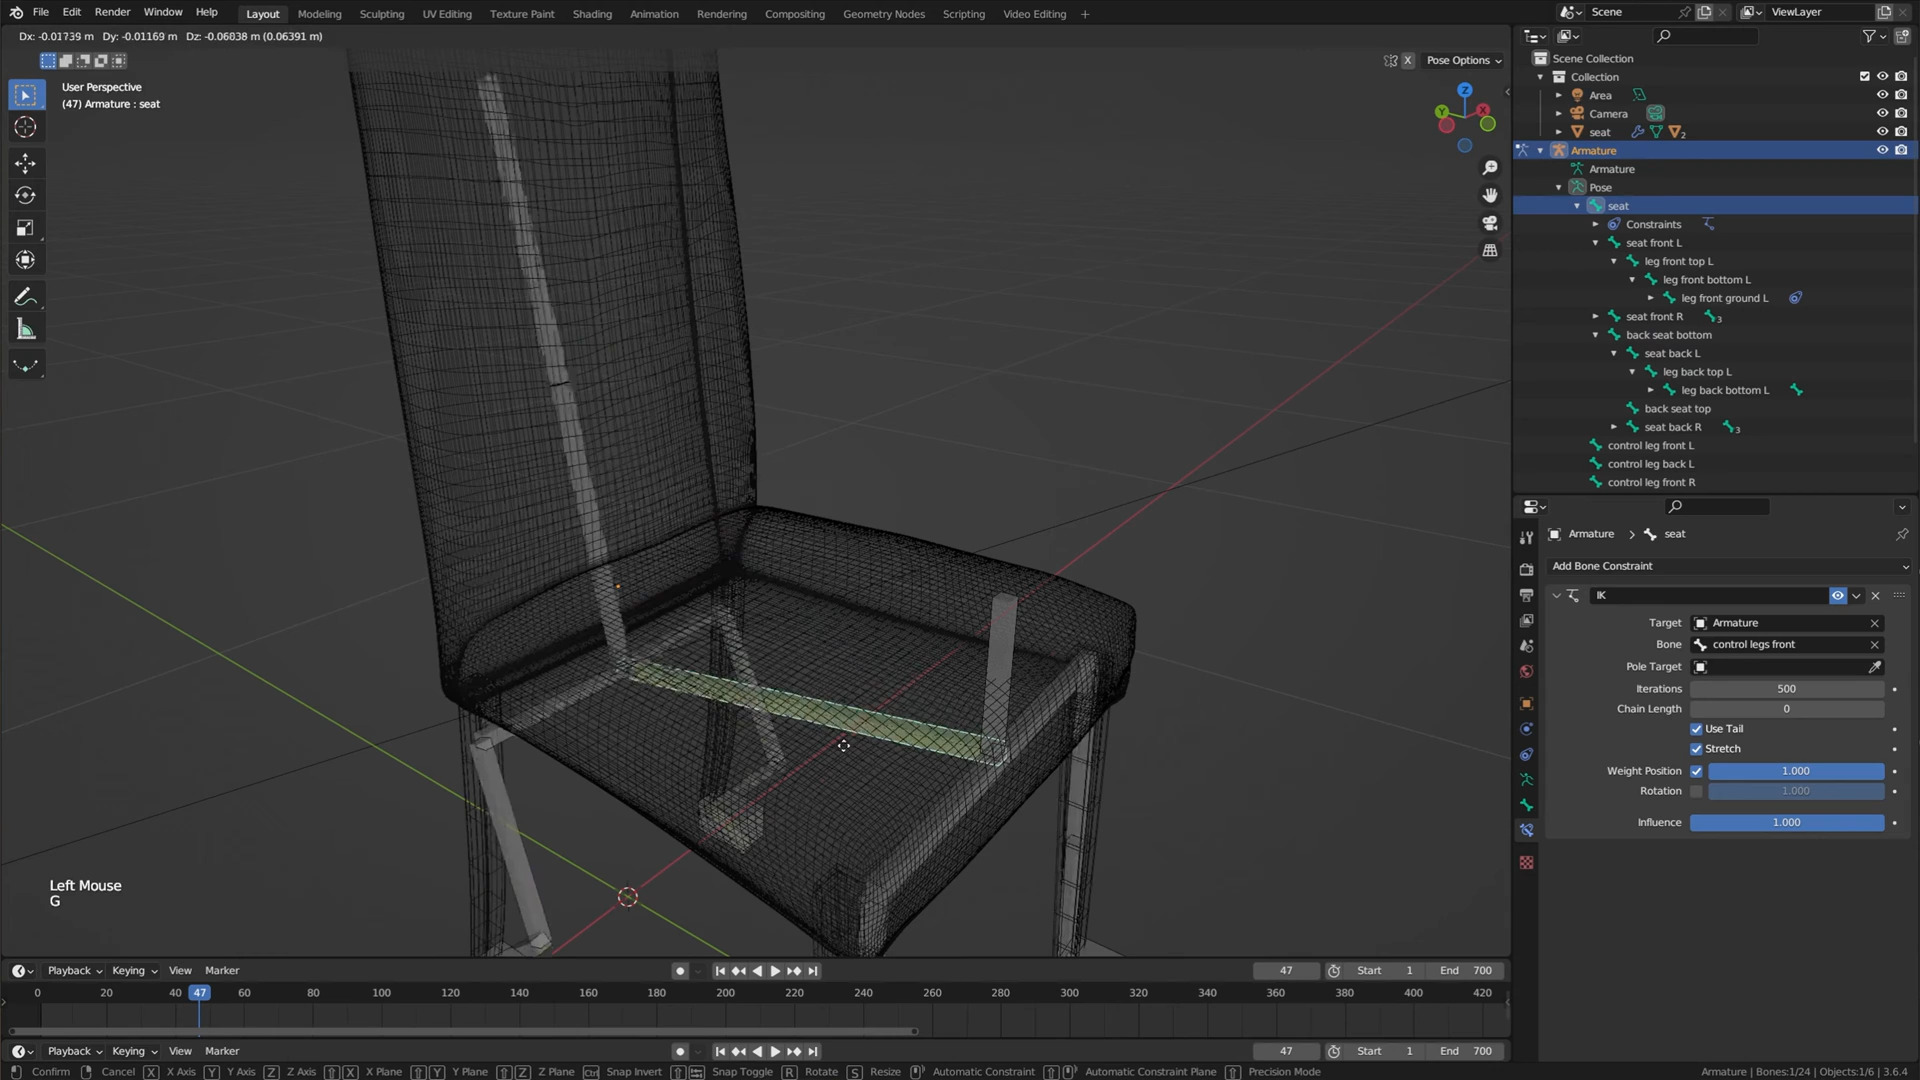 File Edit Render Window Help Layout Modeling Sculpting UV Editing Texture Paint Shading Animation Rendering Compositing Geometry Nodes Scripting Video Editing + Scene ViewLayer
Dx: -0.01739 m Dy: -0.01169 m Dz: -0.06038 m (0.06391 m)
X Pose Options
User Perspective
(47) Armature : seat
Z
Y
X
Left Mouse
G
Scene Collection
Collection
Area
Camera
seat 2
Armature
Armature
Pose
seat
Constraints
seat front L
leg front top L
leg front bottom L
leg front ground L
seat front R 3
back seat bottom
seat back L
leg back top L
leg back bottom L
back seat top
seat back R 3
control leg front L
control leg back L
control leg front R
Armature > seat
Add Bone Constraint
IK
Target Armature
Bone control legs front
Pole Target
Iterations 500
Chain Length 0
Use Tail
Stretch
Weight Position 1.000
Rotation 1.000
Influence 1.000
Playback Keying View Marker 47 Start 1 End 700
0 20 40 47 60 80 100 120 140 160 180 200 220 240 260 280 300 320 340 360 380 400 420
Playback Keying View Marker 47 Start 1 End 700
Confirm Cancel X X Axis Y Y Axis Z Z Axis X X Plane Y Y Plane Z Z Plane Ctrl Snap Invert Snap Toggle R Rotate S Resize Automatic Constraint Automatic Constraint Plane Precision Mode Armature | Bones:1/24 | Objects:1/6 | 3.6.4